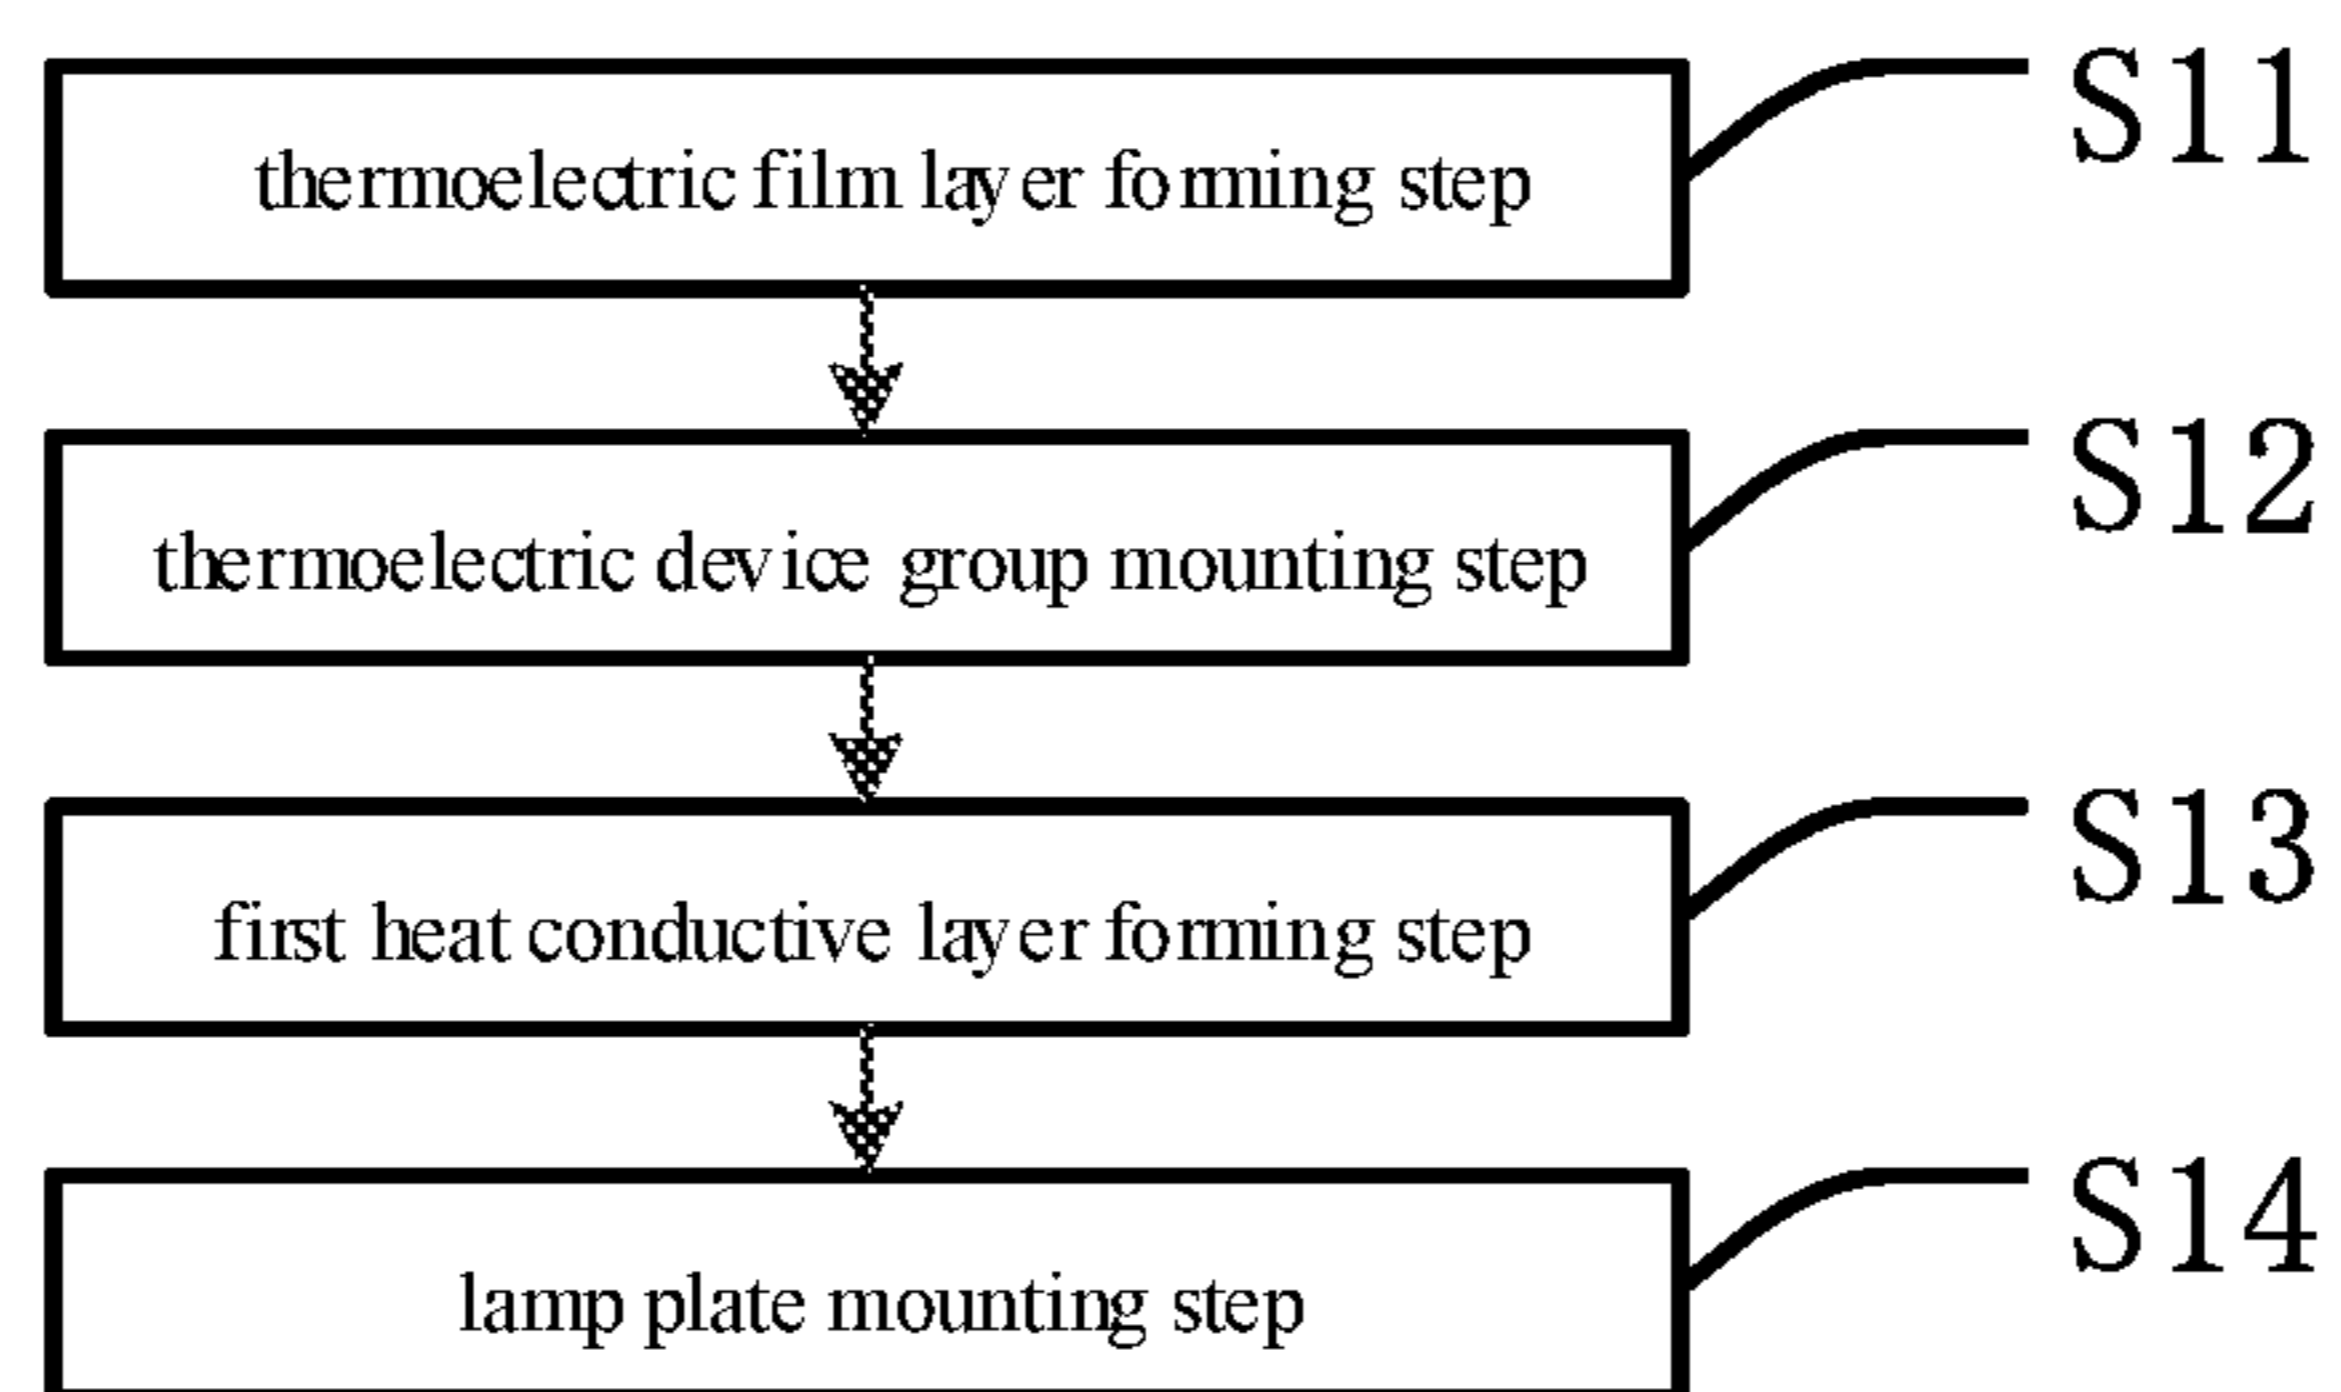 thermoelectric film layer forming step
S11
thermoelectric device group mounting step
S12
first heat conductive layer forming step
S13
lamp plate mounting step
S14